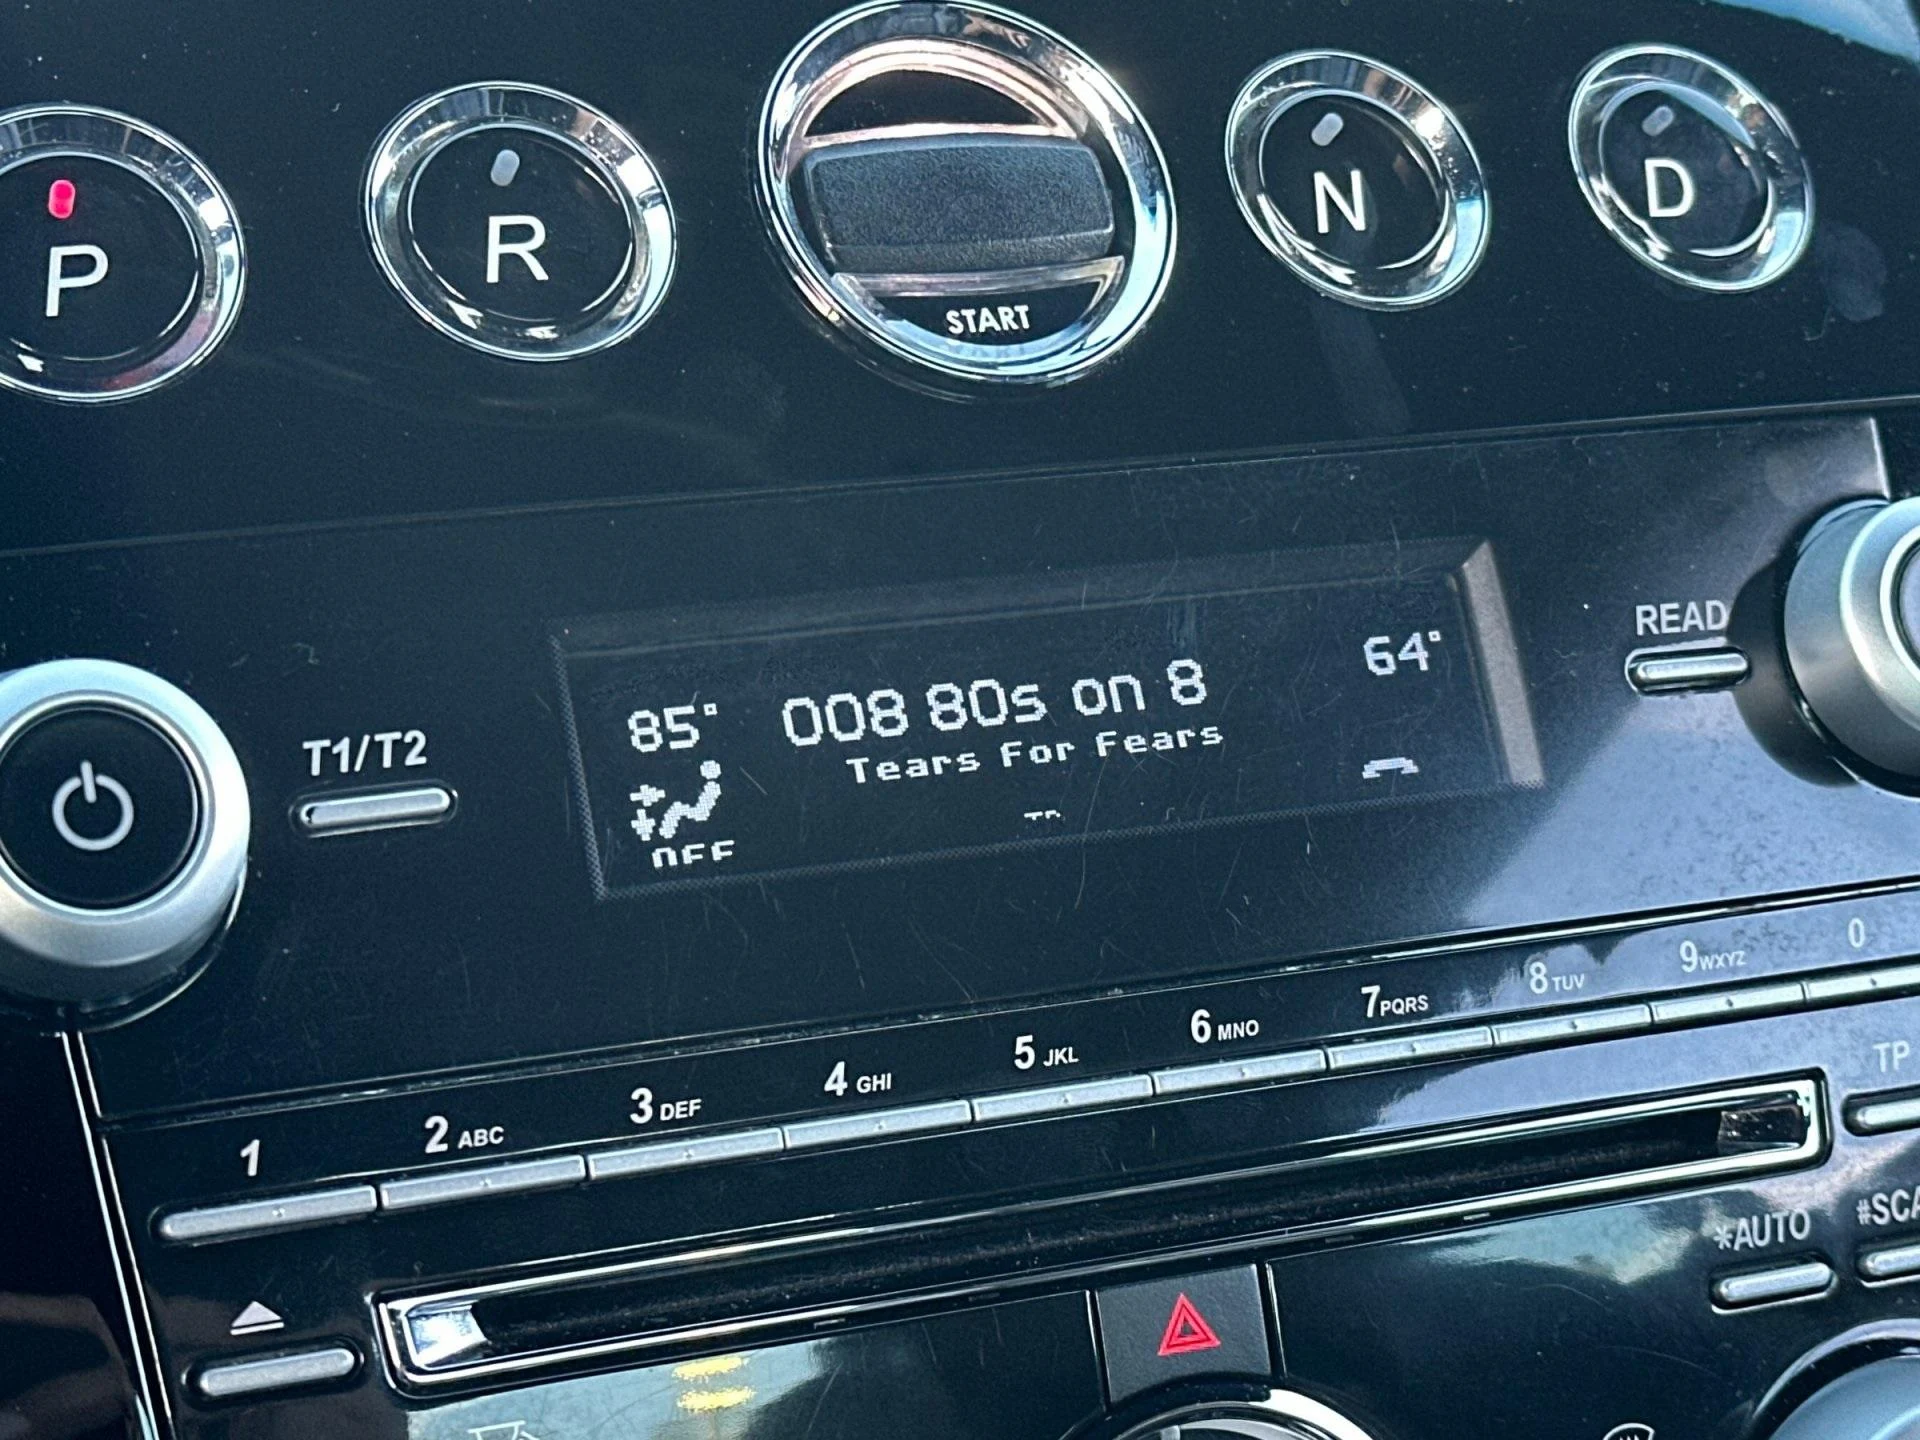 P
R
START
N
D
READ
T1/T2
85° 008 80s on 8 64°
Tears For Fears
OFF
1
2 ABC
3 DEF
4 GHI
5 JKL
6 MNO
7 PQRS
8 TUV
9 WXYZ
0
TP
*AUTO